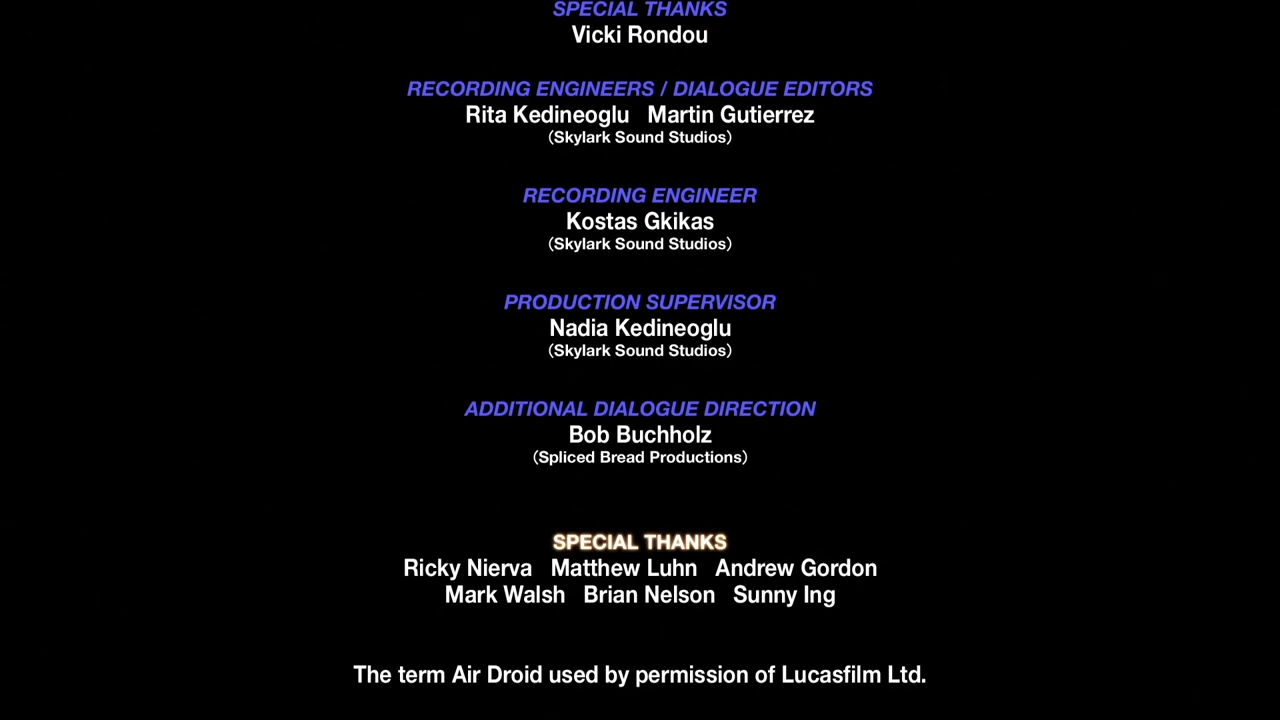 SPECIAL THANKS
Vicki Rondou
RECORDING ENGINEERS / DIALOGUE EDITORS
Rita Kedineoglu   Martin Gutierrez
(Skylark Sound Studios)
RECORDING ENGINEER
Kostas Gkikas
(Skylark Sound Studios)
PRODUCTION SUPERVISOR
Nadia Kedineoglu
(Skylark Sound Studios)
ADDITIONAL DIALOGUE DIRECTION
Bob Buchholz
(Spliced Bread Productions)
SPECIAL THANKS
Ricky Nierva   Matthew Luhn   Andrew Gordon
Mark Walsh   Brian Nelson   Sunny Ing
The term Air Droid used by permission of Lucasfilm Ltd.